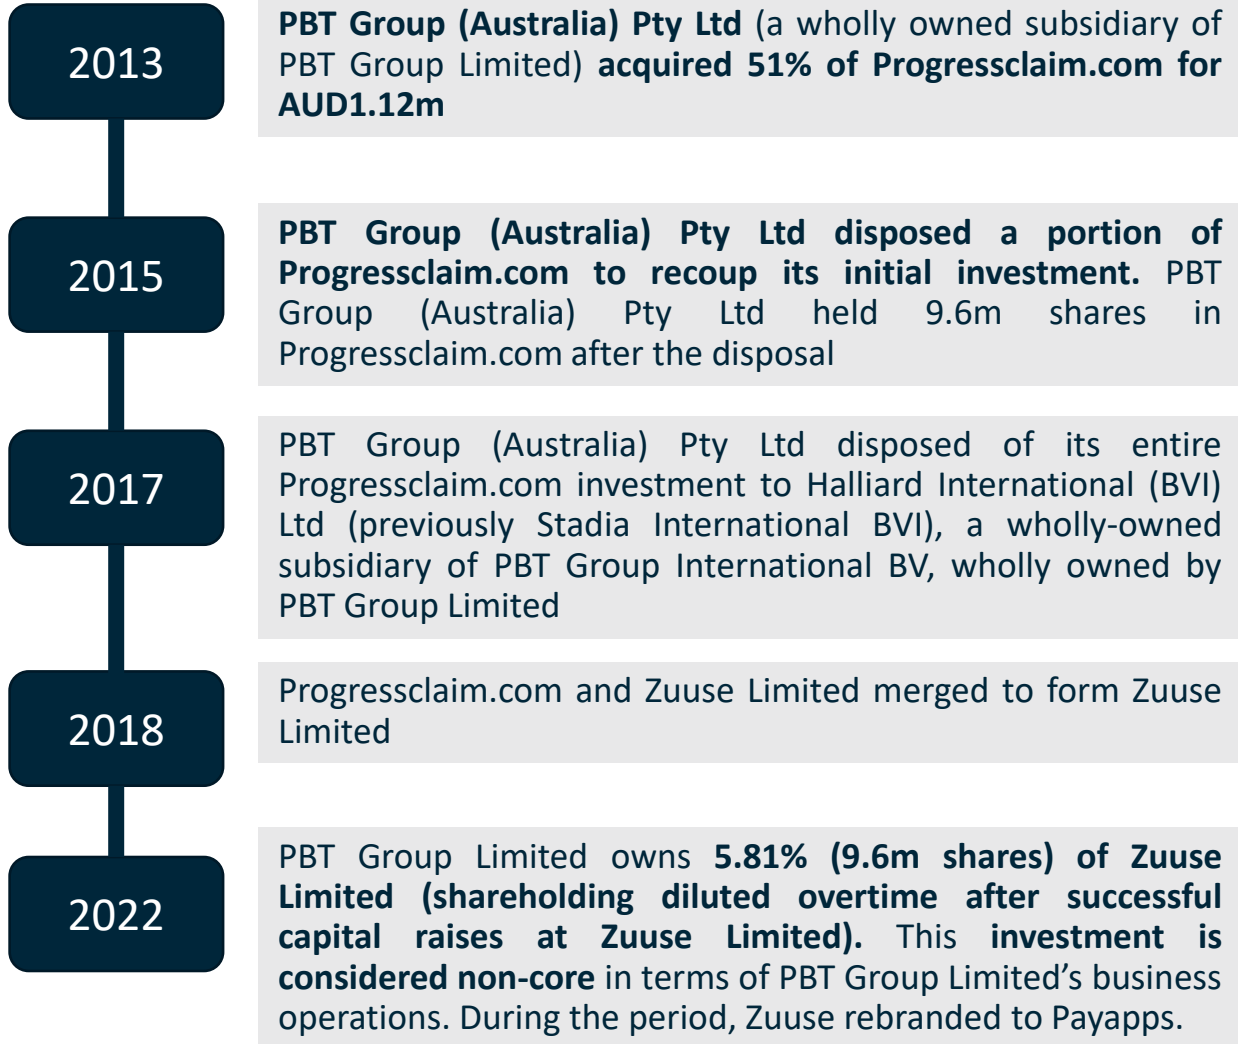 2013
PBT Group (Australia) Pty Ltd (a wholly owned subsidiary of
PBT Group Limited) acquired 51% of Progressclaim.com for
AUD1.12m
2015
PBT Group (Australia) Pty Ltd disposed a portion of
Progressclaim.com to recoup its initial investment. PBT
Group (Australia) Pty Ltd held 9.6m shares in
Progressclaim.com after the disposal
2017
PBT Group (Australia) Pty Ltd disposed of its entire
Progressclaim.com investment to Halliard International (BVI)
Ltd (previously Stadia International BVI), a wholly-owned
subsidiary of PBT Group International BV, wholly owned by
PBT Group Limited
2018
Progressclaim.com and Zuuse Limited merged to form Zuuse
Limited
2022
PBT Group Limited owns 5.81% (9.6m shares) of Zuuse
Limited (shareholding diluted overtime after successful
capital raises at Zuuse Limited). This investment is
considered non-core in terms of PBT Group Limited’s business
operations. During the period, Zuuse rebranded to Payapps.